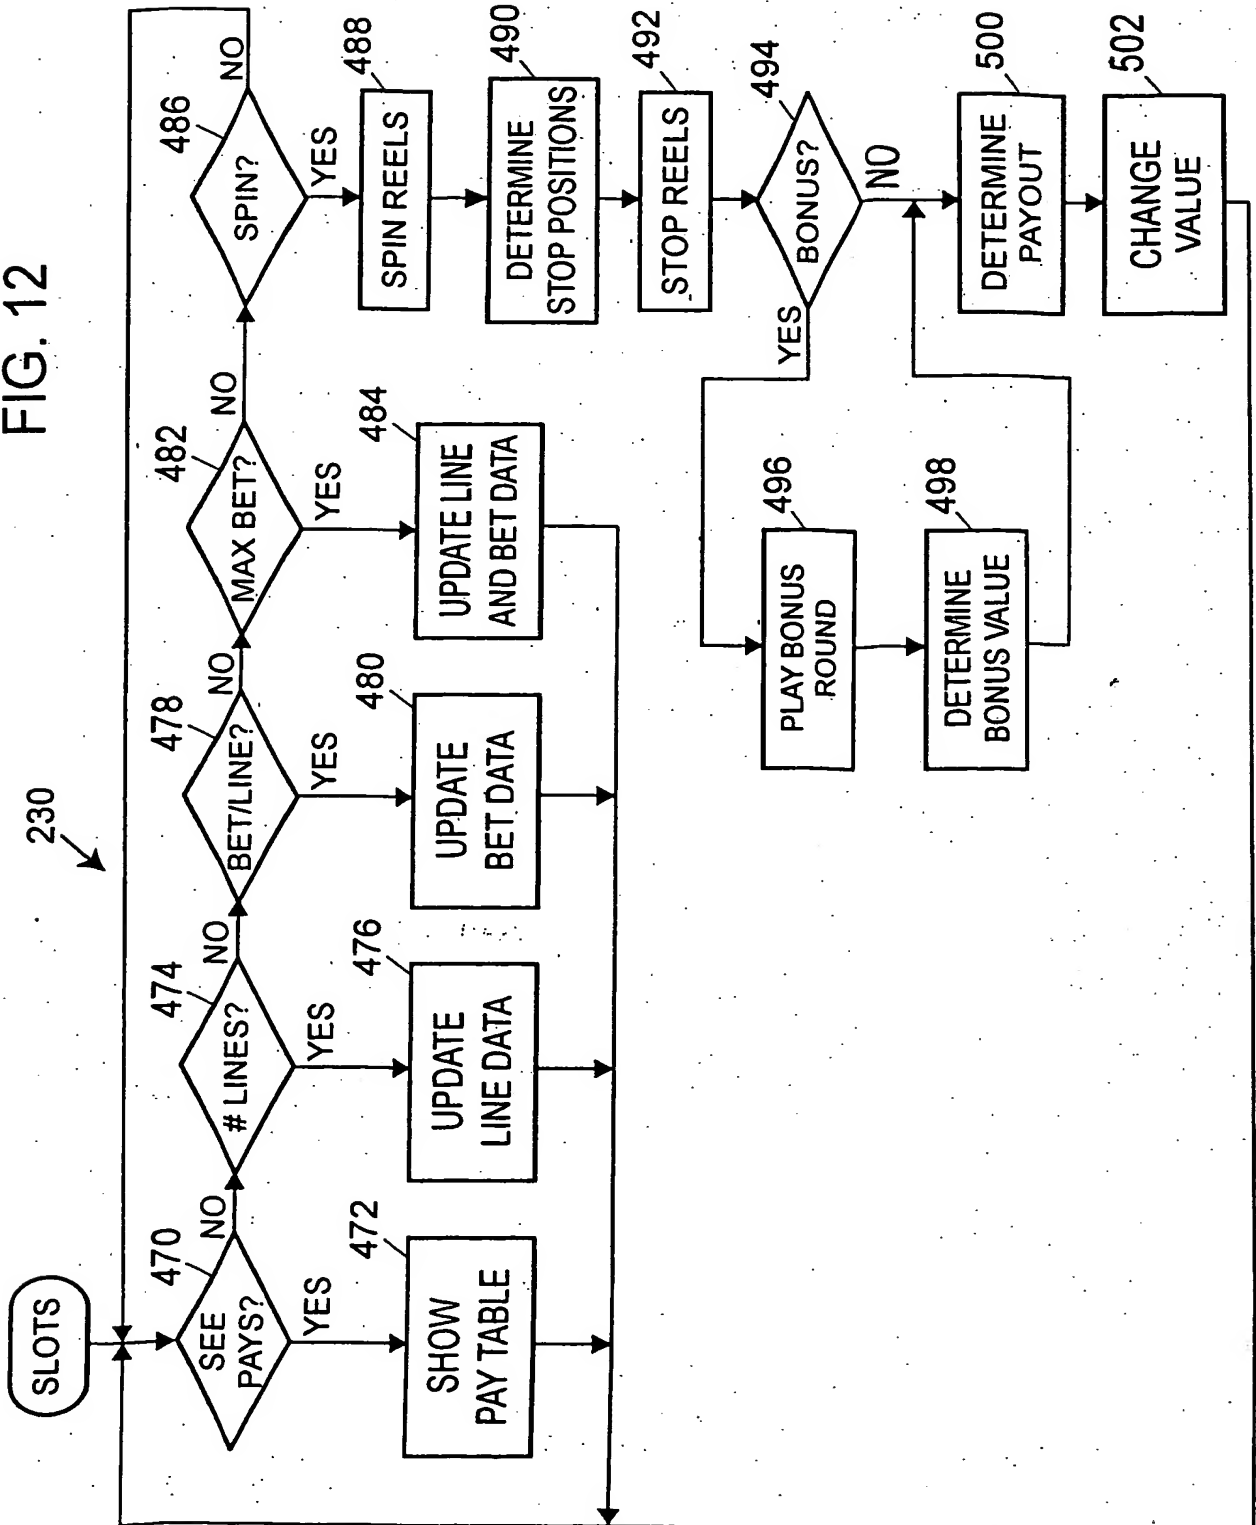 FIG. 12
230
SLOTS
470
SEE
PAYS?
NO
YES
472
SHOW
PAY TABLE
474
# LINES?
NO
YES
476
UPDATE
LINE DATA
478
BET/LINE?
NO
YES
480
UPDATE
BET DATA
482
MAX BET?
NO
YES
484
UPDATE LINE
AND BET DATA
486
SPIN?
NO
YES
488
SPIN REELS
490
DETERMINE
STOP POSITIONS
492
STOP REELS
494
BONUS?
YES
NO
496
PLAY BONUS
ROUND
498
DETERMINE
BONUS VALUE
500
DETERMINE
PAYOUT
502
CHANGE
VALUE